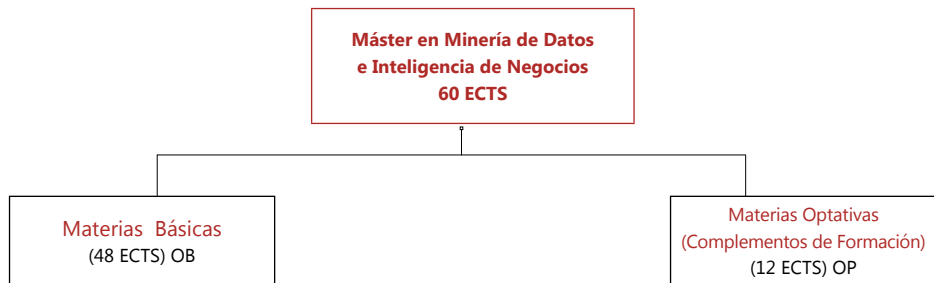 Máster en Minería de Datos
e Inteligencia de Negocios
60 ECTS
Materias Básicas
(48 ECTS) OB
Materias Optativas
(Complementos de Formación)
(12 ECTS) OP